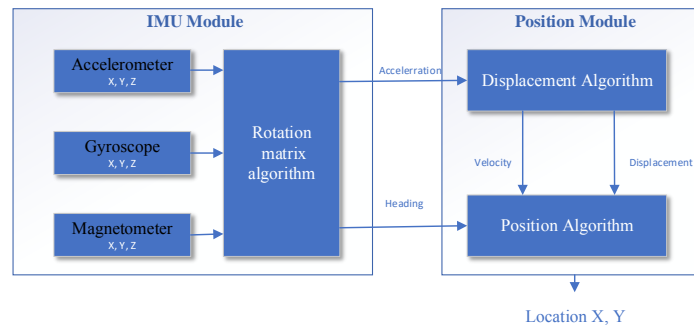 IMU Module
Accelerometer
X, Y, Z
Gyroscope
X, Y, Z
Magnetometer
X, Y, Z
Rotation
matrix
algorithm
Accelerration
Heading
Position Module
Displacement Algorithm
Velocity
Displacement
Position Algorithm
Location X, Y